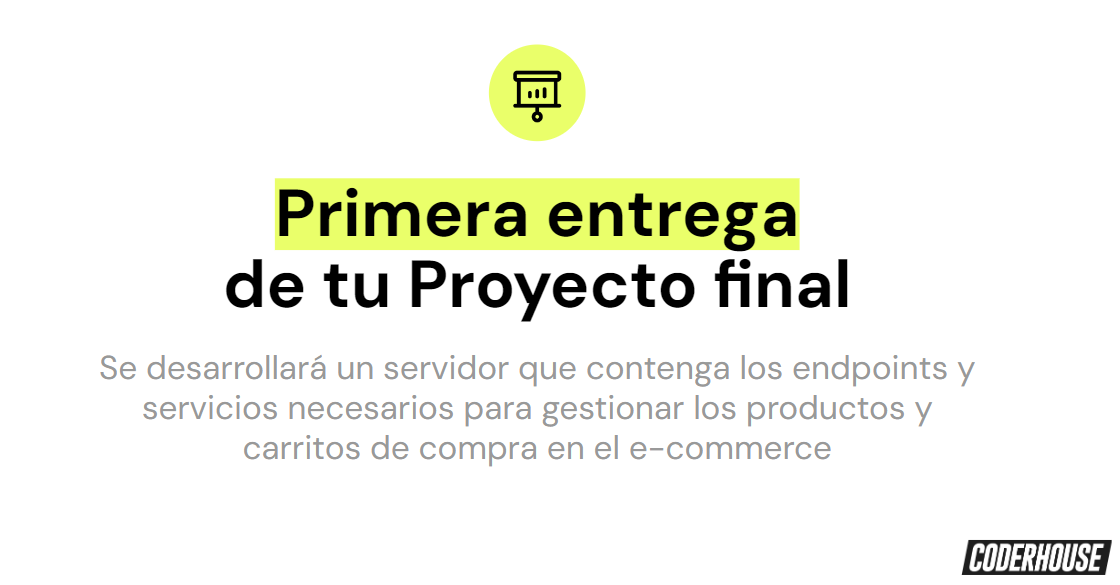 Primera entrega
de tu Proyecto final
Se desarrollará un servidor que contenga los endpoints y
servicios necesarios para gestionar los productos y
carritos de compra en el e-commerce
CODERHOUSE